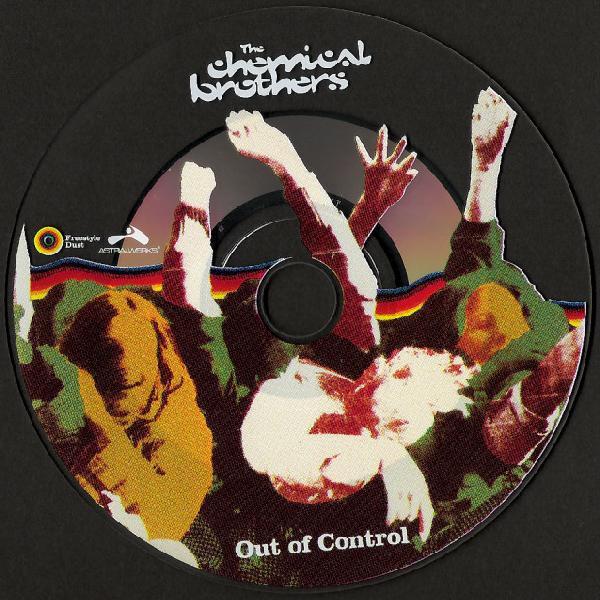 The
chemical
brothers
Freestyle
Dust
ASTRALWERKS
Out of Control